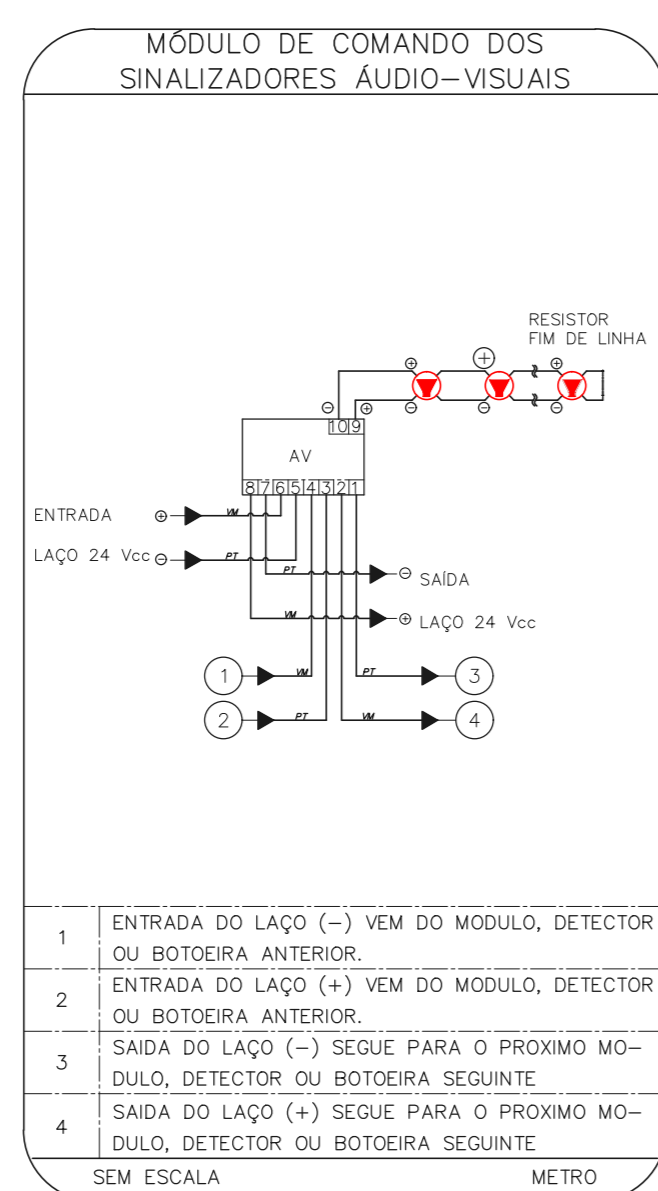 MÓDULO DE COMANDO DOS
SINALIZADORES ÁUDIO-VISUAIS
RESISTOR
FIM DE LINHA
10 9
AV
8 7 6 5 4 3 2 1
ENTRADA
VM
LAÇO 24 Vcc
PT
PT
SAÍDA
VM
LAÇO 24 Vcc
1
VM
PT
3
2
PT
VM
4
1 ENTRADA DO LAÇO (-) VEM DO MODULO, DETECTOR
OU BOTOEIRA ANTERIOR.
2 ENTRADA DO LAÇO (+) VEM DO MODULO, DETECTOR
OU BOTOEIRA ANTERIOR.
3 SAIDA DO LAÇO (-) SEGUE PARA O PROXIMO MO-
DULO, DETECTOR OU BOTOEIRA SEGUINTE
4 SAIDA DO LAÇO (+) SEGUE PARA O PROXIMO MO-
DULO, DETECTOR OU BOTOEIRA SEGUINTE
SEM ESCALA METRO